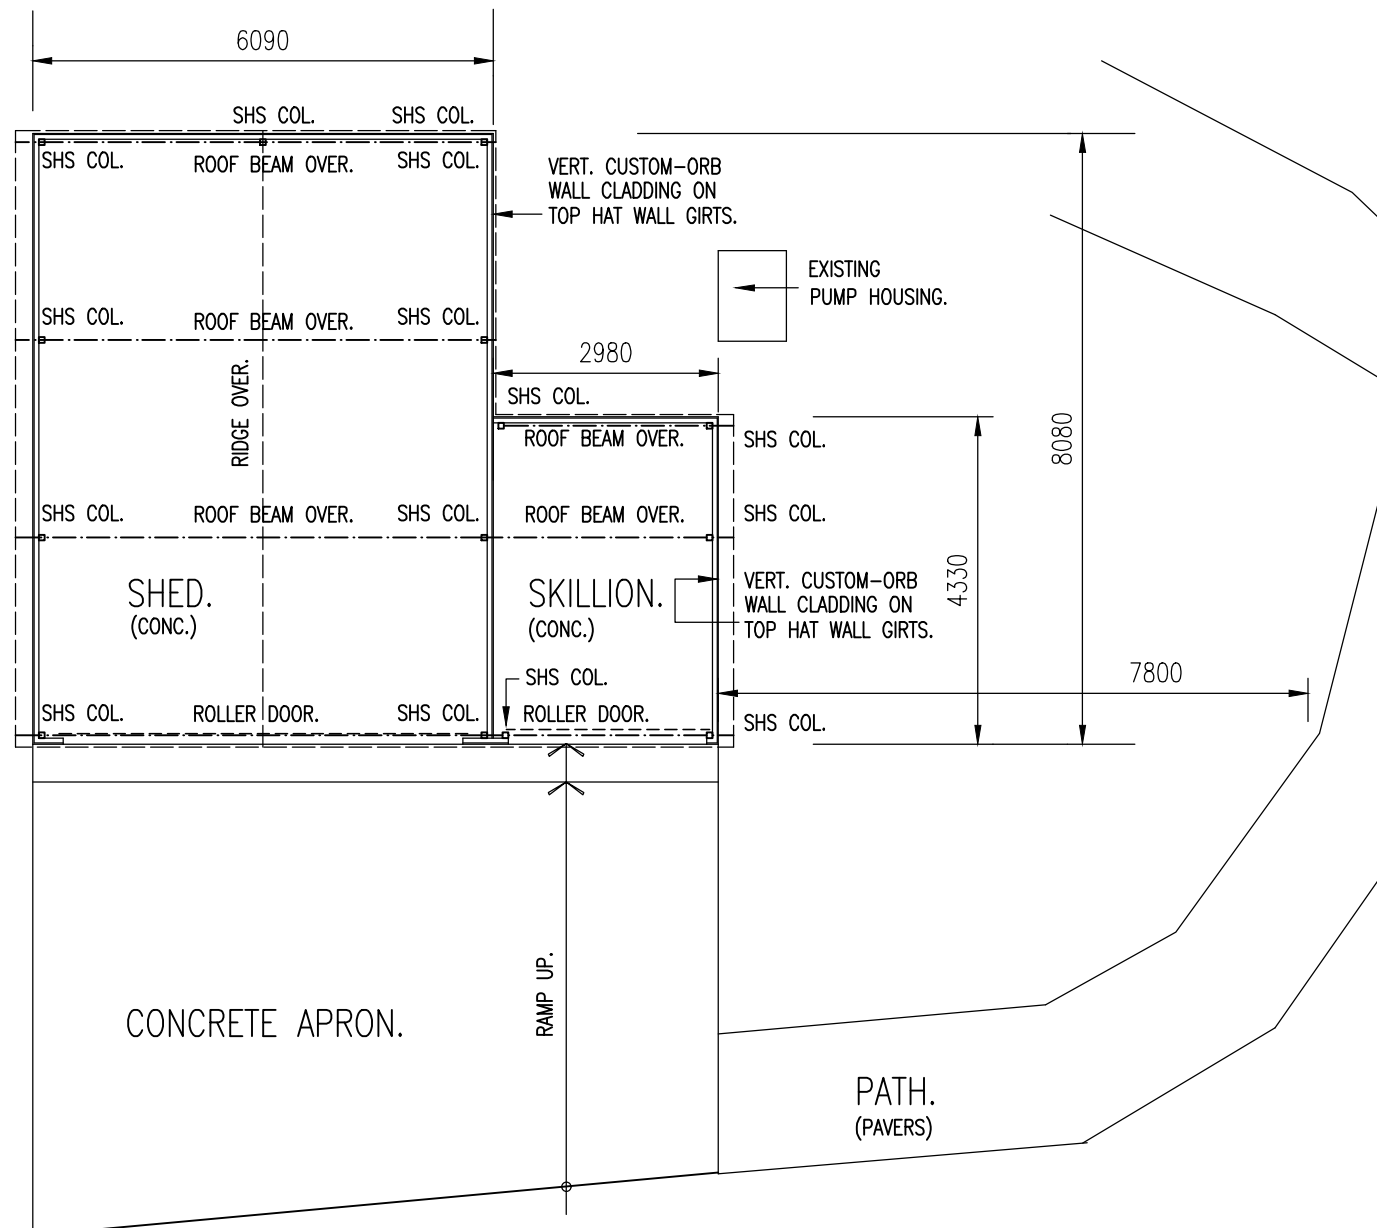 6090
SHS COL.
SHS COL.
SHS COL.
ROOF BEAM OVER.
SHS COL.
VERT. CUSTOM-ORB
WALL CLADDING ON
TOP HAT WALL GIRTS.
EXISTING
PUMP HOUSING.
SHS COL.
ROOF BEAM OVER.
SHS COL.
2980
RIDGE OVER.
SHS COL.
ROOF BEAM OVER.
SHS COL.
8080
SHS COL.
ROOF BEAM OVER.
SHS COL.
ROOF BEAM OVER.
SHS COL.
4330
SHED.
(CONC.)
SKILLION.
(CONC.)
VERT. CUSTOM-ORB
WALL CLADDING ON
TOP HAT WALL GIRTS.
7800
SHS COL.
SHS COL.
ROLLER DOOR.
SHS COL.
ROLLER DOOR.
SHS COL.
RAMP UP.
CONCRETE APRON.
PATH.
(PAVERS)